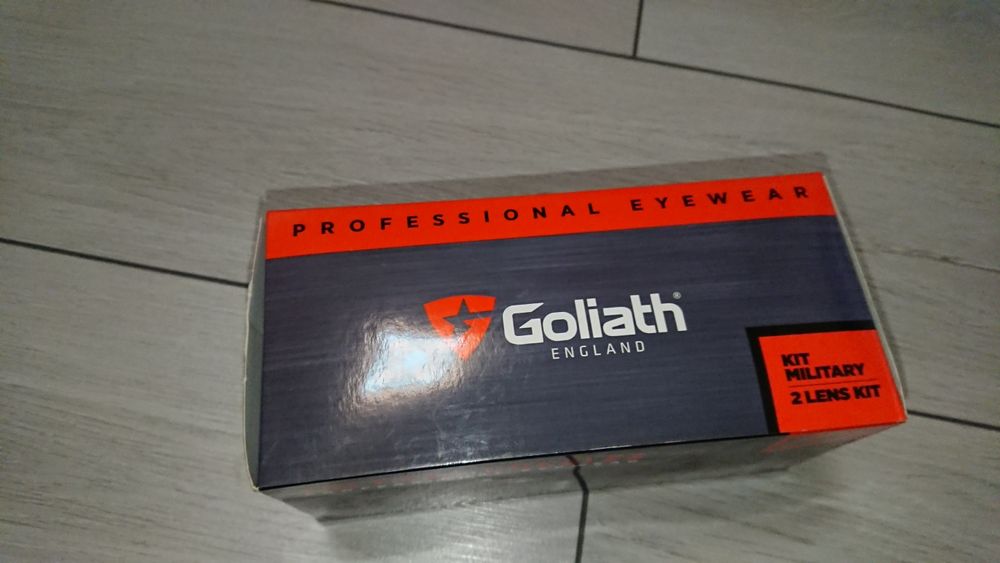 PROFESSIONAL EYEWEAR
Goliath®
ENGLAND
KIT
MILITARY
2 LENS KIT